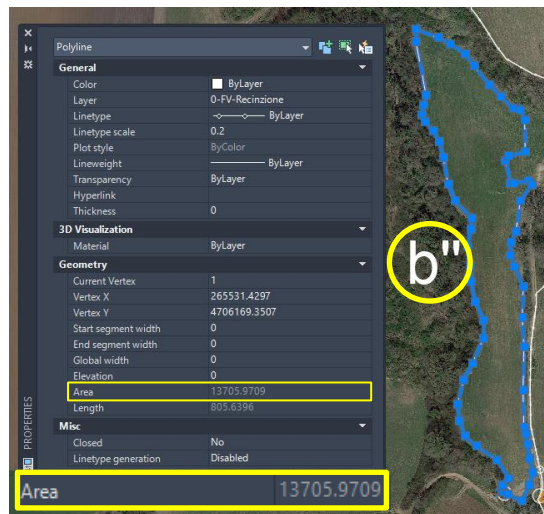 Polyline
General
Color ByLayer
Layer 0-FV-Recinzione
Linetype ByLayer
Linetype scale 0.2
Plot style ByColor
Lineweight ByLayer
Transparency ByLayer
Hyperlink
Thickness 0
3D Visualization
Material ByLayer
Geometry
Current Vertex 1
Vertex X 265531.4297
Vertex Y 4706169.3507
Start segment width 0
End segment width 0
Global width 0
Elevation 0
Area 13705.9709
Length 805.6396
Misc
Closed No
Linetype generation Disabled
PROPERTIES
Area 13705.9709
b"